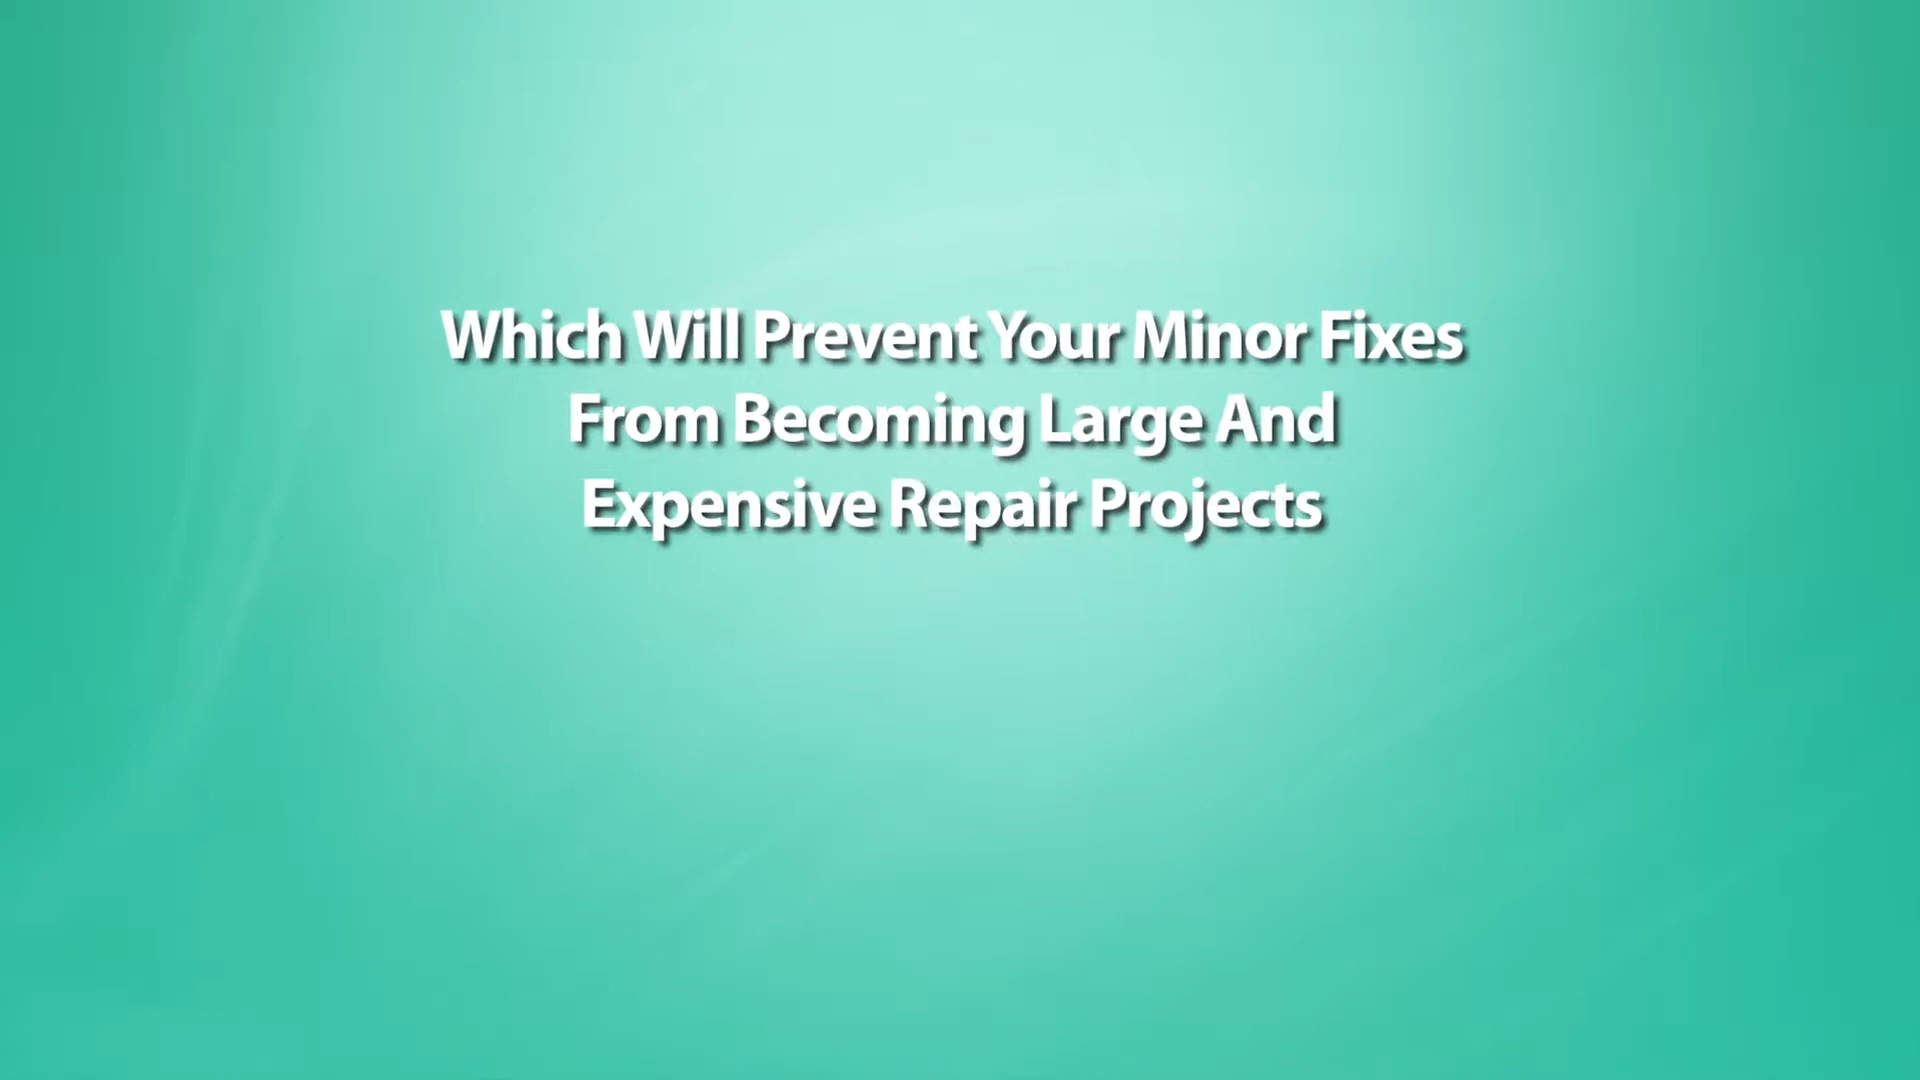 Which Will Prevent Your Minor Fixes
From Becoming Large And
Expensive Repair Projects